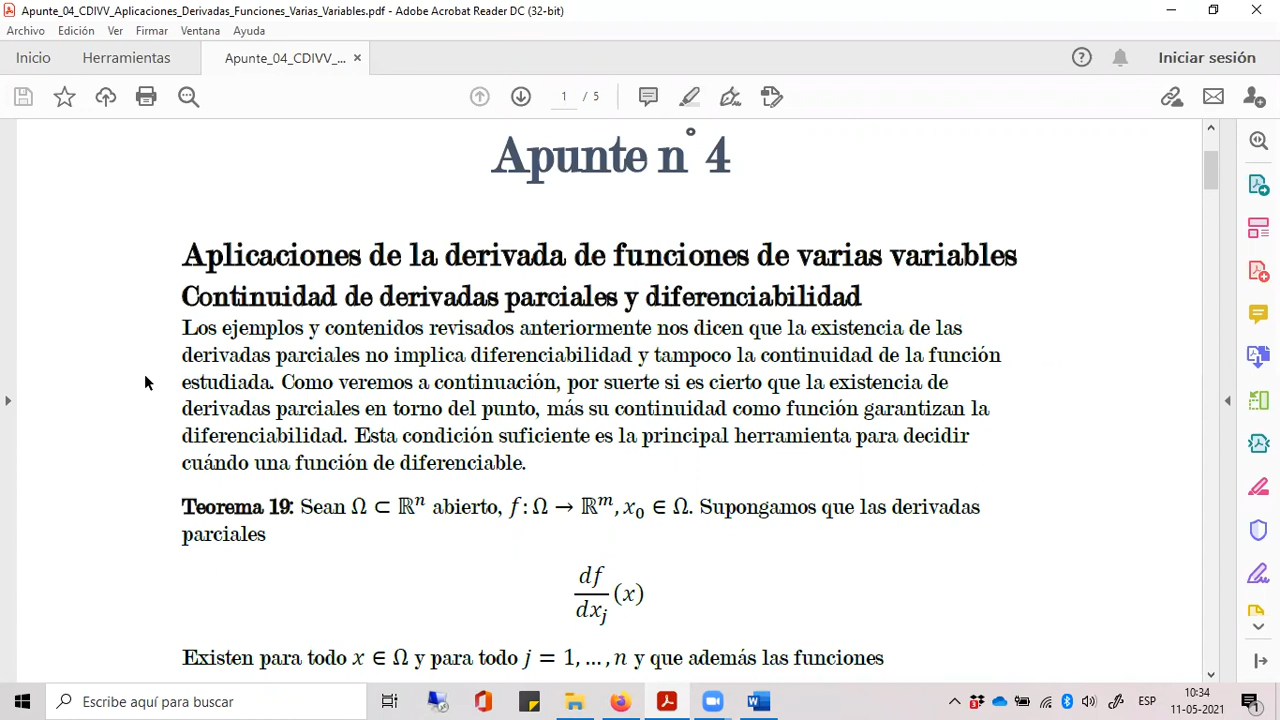 Apunte_04_CDIVV_Aplicaciones_Derivadas_Funciones_Varias_Variables.pdf - Adobe Acrobat Reader DC (32-bit)
Archivo Edición Ver Firmar Ventana Ayuda
Inicio Herramientas Apunte_04_CDIVV_... × Iniciar sesión
1 / 5
Apunte n° 4
Aplicaciones de la derivada de funciones de varias variables
Continuidad de derivadas parciales y diferenciabilidad
Los ejemplos y contenidos revisados anteriormente nos dicen que la existencia de las
derivadas parciales no implica diferenciabilidad y tampoco la continuidad de la función
estudiada. Como veremos a continuación, por suerte si es cierto que la existencia de
derivadas parciales en torno del punto, más su continuidad como función garantizan la
diferenciabilidad. Esta condición suficiente es la principal herramienta para decidir
cuándo una función de diferenciable.
Teorema 19: Sean Ω ⊂ ℝⁿ abierto, f: Ω → ℝᵐ, x₀ ∈ Ω. Supongamos que las derivadas
parciales
df
dxⱼ (x)
Existen para todo x ∈ Ω y para todo j = 1, … , n y que además las funciones
Escribe aquí para buscar
ESP
10:34
11-05-2021